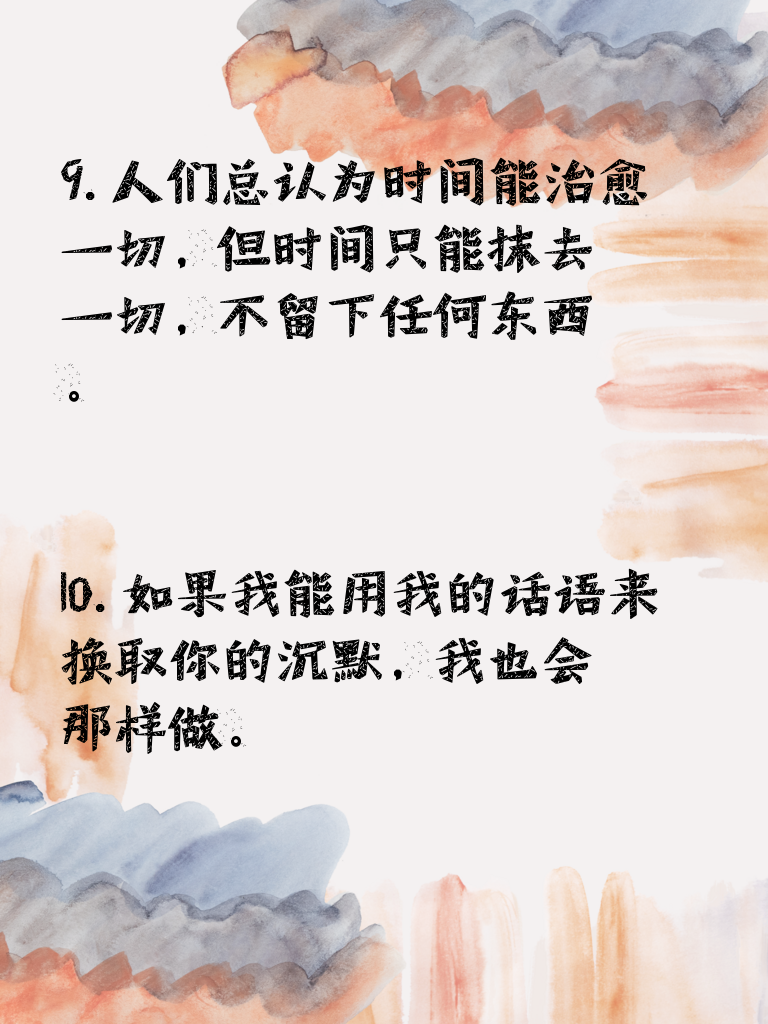 9. 人们总认为时间能治愈
一切, 但时间只能抹去
一切, 不留下任何东西
。
10. 如果我能用我的话语来
换取你的沉默, 我也会
那样做。